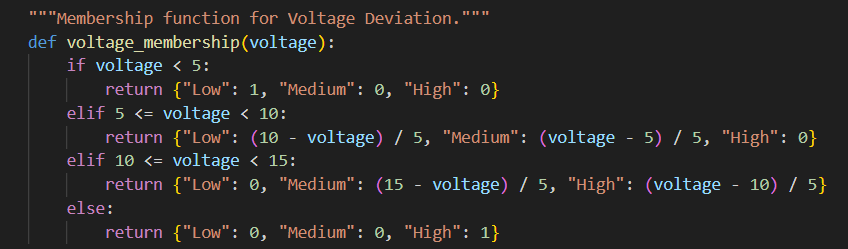 """Membership function for Voltage Deviation."""
def voltage_membership(voltage):
    if voltage < 5:
        return {"Low": 1, "Medium": 0, "High": 0}
    elif 5 <= voltage < 10:
        return {"Low": (10 - voltage) / 5, "Medium": (voltage - 5) / 5, "High": 0}
    elif 10 <= voltage < 15:
        return {"Low": 0, "Medium": (15 - voltage) / 5, "High": (voltage - 10) / 5}
    else:
        return {"Low": 0, "Medium": 0, "High": 1}